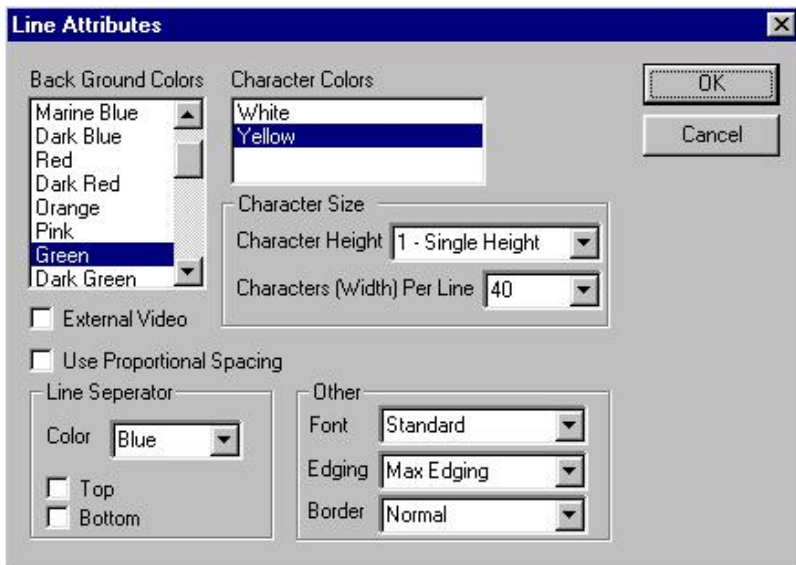 Line Attributes
Back Ground Colors
Marine Blue
Dark Blue
Red
Dark Red
Orange
Pink
Green
Dark Green
Character Colors
White
Yellow
OK
Cancel
Character Size
Character Height 1 - Single Height
Characters (Width) Per Line 40
External Video
Use Proportional Spacing
Line Seperator
Color Blue
Top
Bottom
Other
Font Standard
Edging Max Edging
Border Normal